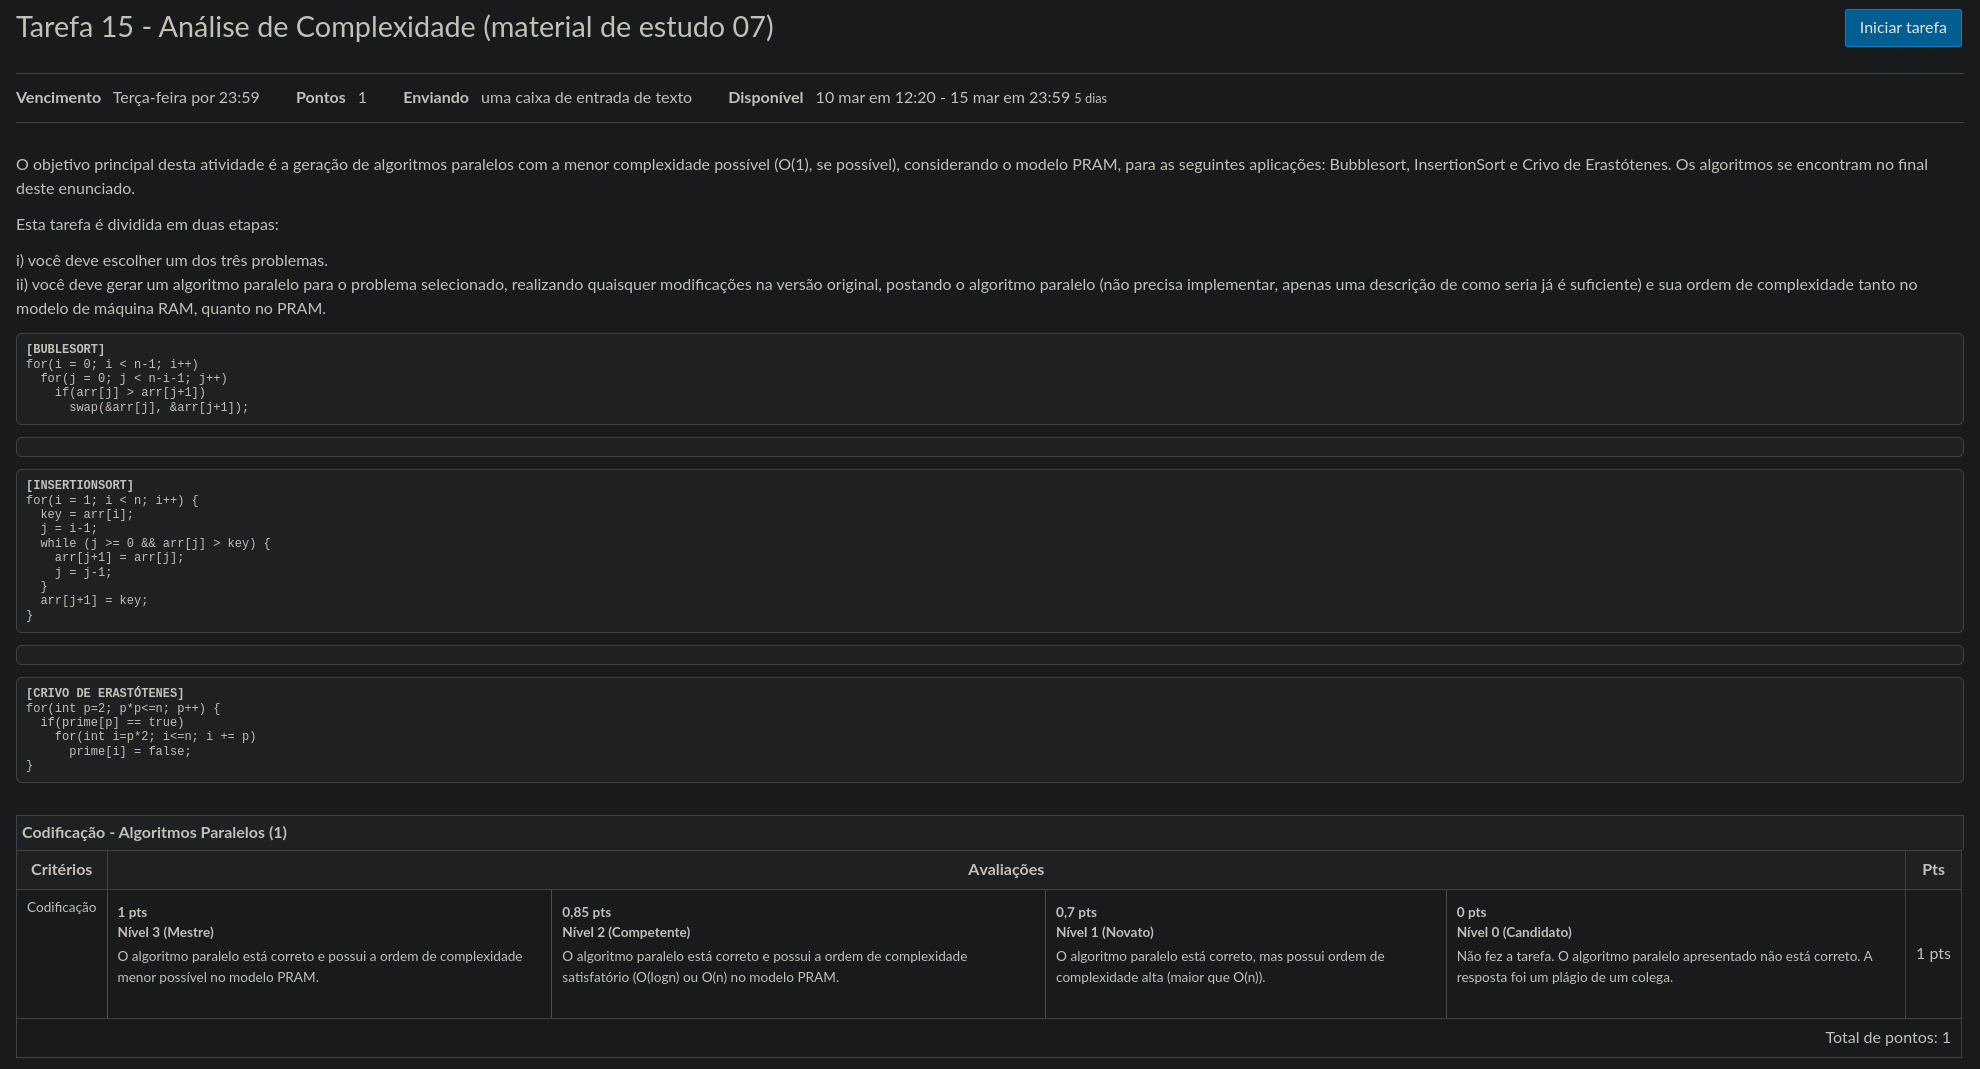 Tarefa 15 - Análise de Complexidade (material de estudo 07)
Iniciar tarefa
Vencimento Terça-feira por 23:59 Pontos 1 Enviando uma caixa de entrada de texto Disponível 10 mar em 12:20 - 15 mar em 23:59 5 dias
O objetivo principal desta atividade é a geração de algoritmos paralelos com a menor complexidade possível (O(1), se possível), considerando o modelo PRAM, para as seguintes aplicações: Bubblesort, InsertionSort e Crivo de Erastótenes. Os algoritmos se encontram no final
deste enunciado.
Esta tarefa é dividida em duas etapas:
i) você deve escolher um dos três problemas.
ii) você deve gerar um algoritmo paralelo para o problema selecionado, realizando quaisquer modificações na versão original, postando o algoritmo paralelo (não precisa implementar, apenas uma descrição de como seria já é suficiente) e sua ordem de complexidade tanto no
modelo de máquina RAM, quanto no PRAM.
[BUBLESORT]
for(i = 0; i < n-1; i++)
  for(j = 0; j < n-i-1; j++)
    if(arr[j] > arr[j+1])
      swap(&arr[j], &arr[j+1]);
[INSERTIONSORT]
for(i = 1; i < n; i++) {
  key = arr[i];
  j = i-1;
  while (j >= 0 && arr[j] > key) {
    arr[j+1] = arr[j];
    j = j-1;
  }
  arr[j+1] = key;
}
[CRIVO DE ERASTÓTENES]
for(int p=2; p*p<=n; p++) {
  if(prime[p] == true)
    for(int i=p*2; i<=n; i += p)
      prime[i] = false;
}
Codificação - Algoritmos Paralelos (1)
Critérios Avaliações Pts
Codificação
1 pts
Nível 3 (Mestre)
O algoritmo paralelo está correto e possui a ordem de complexidade
menor possível no modelo PRAM.
0,85 pts
Nível 2 (Competente)
O algoritmo paralelo está correto e possui a ordem de complexidade
satisfatório (O(logn) ou O(n) no modelo PRAM.
0,7 pts
Nível 1 (Novato)
O algoritmo paralelo está correto, mas possui ordem de
complexidade alta (maior que O(n)).
0 pts
Nível 0 (Candidato)
Não fez a tarefa. O algoritmo paralelo apresentado não está correto. A
resposta foi um plágio de um colega.
1 pts
Total de pontos: 1